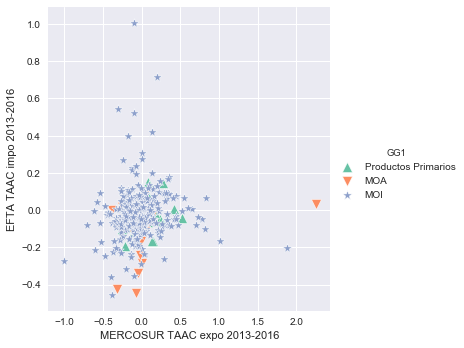 1.0
0.8
0.6
0.4
0.2
0.0
−0.2
−0.4
EFTA TAAC impo 2013-2016
−1.0 −0.5 0.0 0.5 1.0 1.5 2.0
MERCOSUR TAAC expo 2013-2016
GG1
Productos Primarios
MOA
MOI